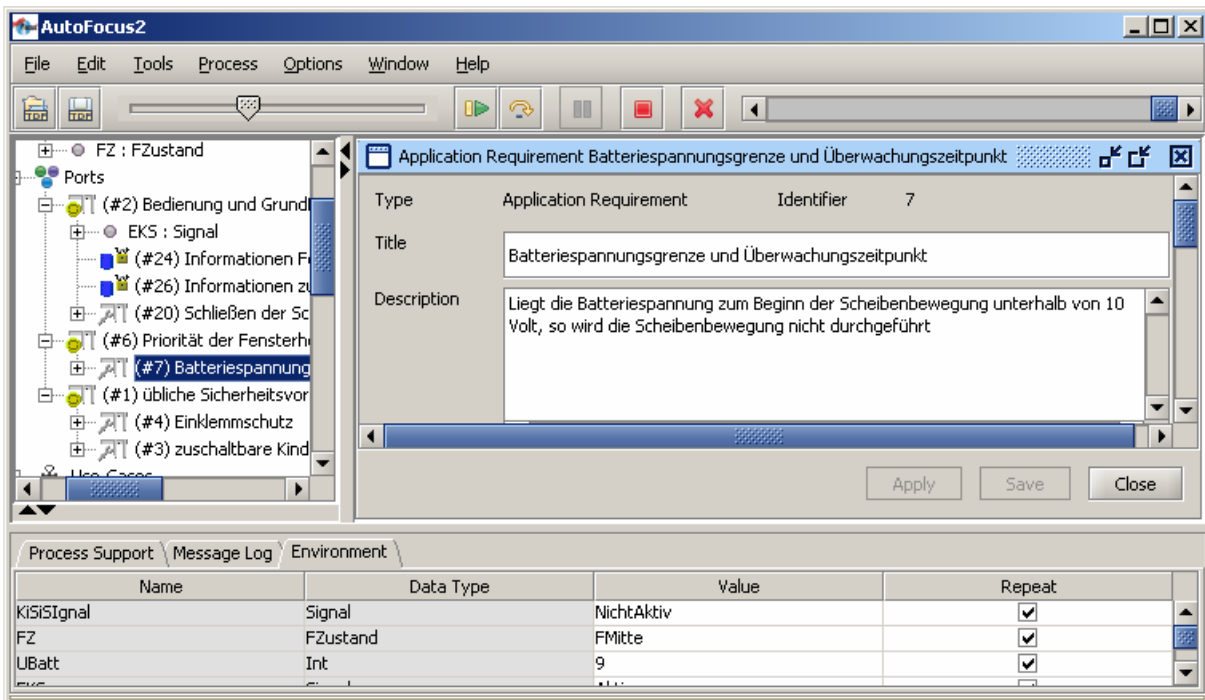 AutoFocus2
File Edit Tools Process Options Window Help
FZ : FZustand
Ports
(#2) Bedienung und Grund
EKS : Signal
(#24) Informationen F
(#26) Informationen zu
(#20) Schließen der Sc
(#6) Priorität der Fensterh
(#7) Batteriespannung
(#1) übliche Sicherheitsvor
(#4) Einklemmschutz
(#3) zuschaltbare Kind
Use Cases
Application Requirement Batteriespannungsgrenze und Überwachungszeitpunkt
Type Application Requirement Identifier 7
Title Batteriespannungsgrenze und Überwachungszeitpunkt
Description Liegt die Batteriespannung zum Beginn der Scheibenbewegung unterhalb von 10
Volt, so wird die Scheibenbewegung nicht durchgeführt
Apply Save Close
Process Support Message Log Environment
Name Data Type Value Repeat
KiSiSIgnal Signal NichtAktiv
FZ FZustand FMitte
UBatt Int 9